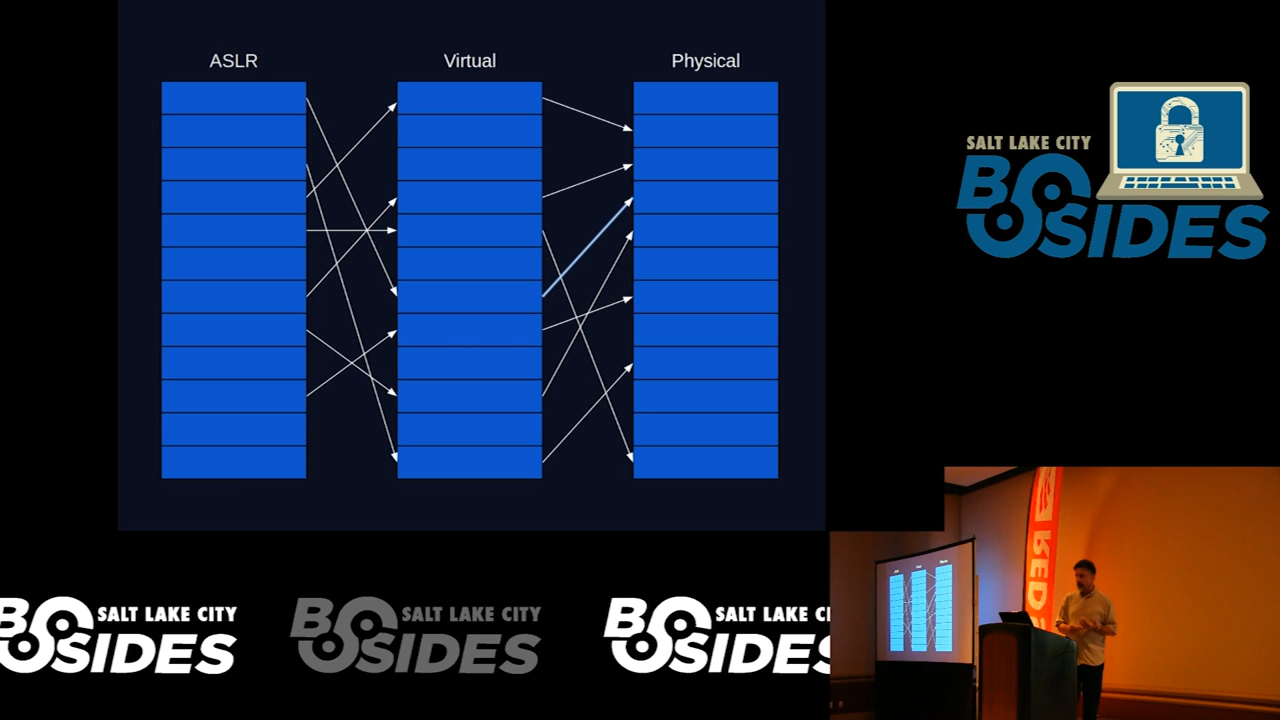 ASLR
Virtual
Physical
SALT LAKE CITY
BSIDES
SALT LAKE CITY
BSIDES
SALT LAKE CITY
BSIDES
SALT LAKE CI
BSIDES
RED